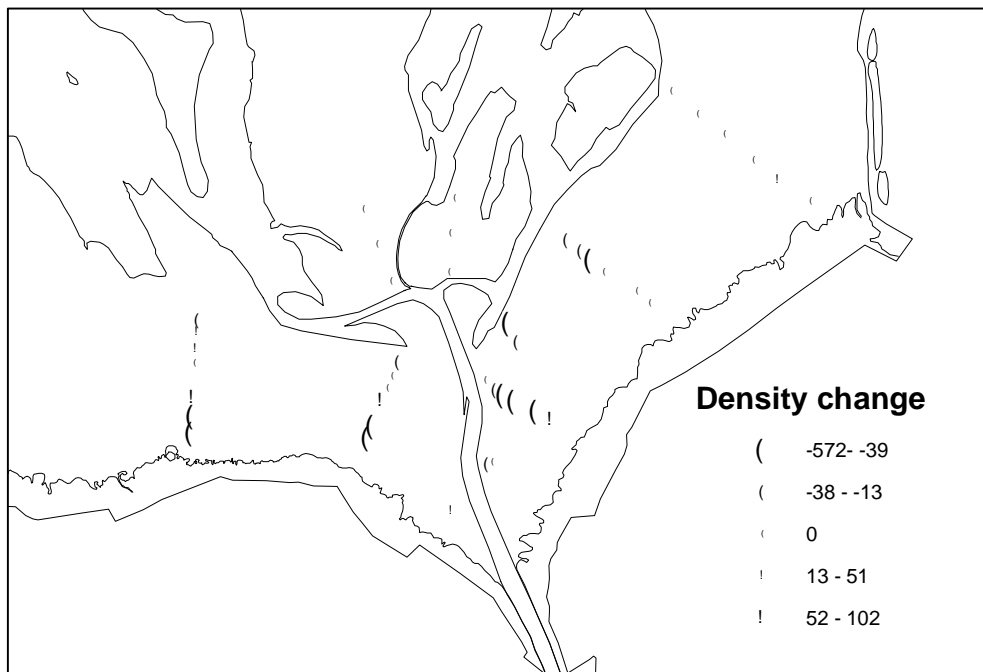 Density change
( -572- -39
( -38 - -13
( 0
! 13 - 51
! 52 - 102